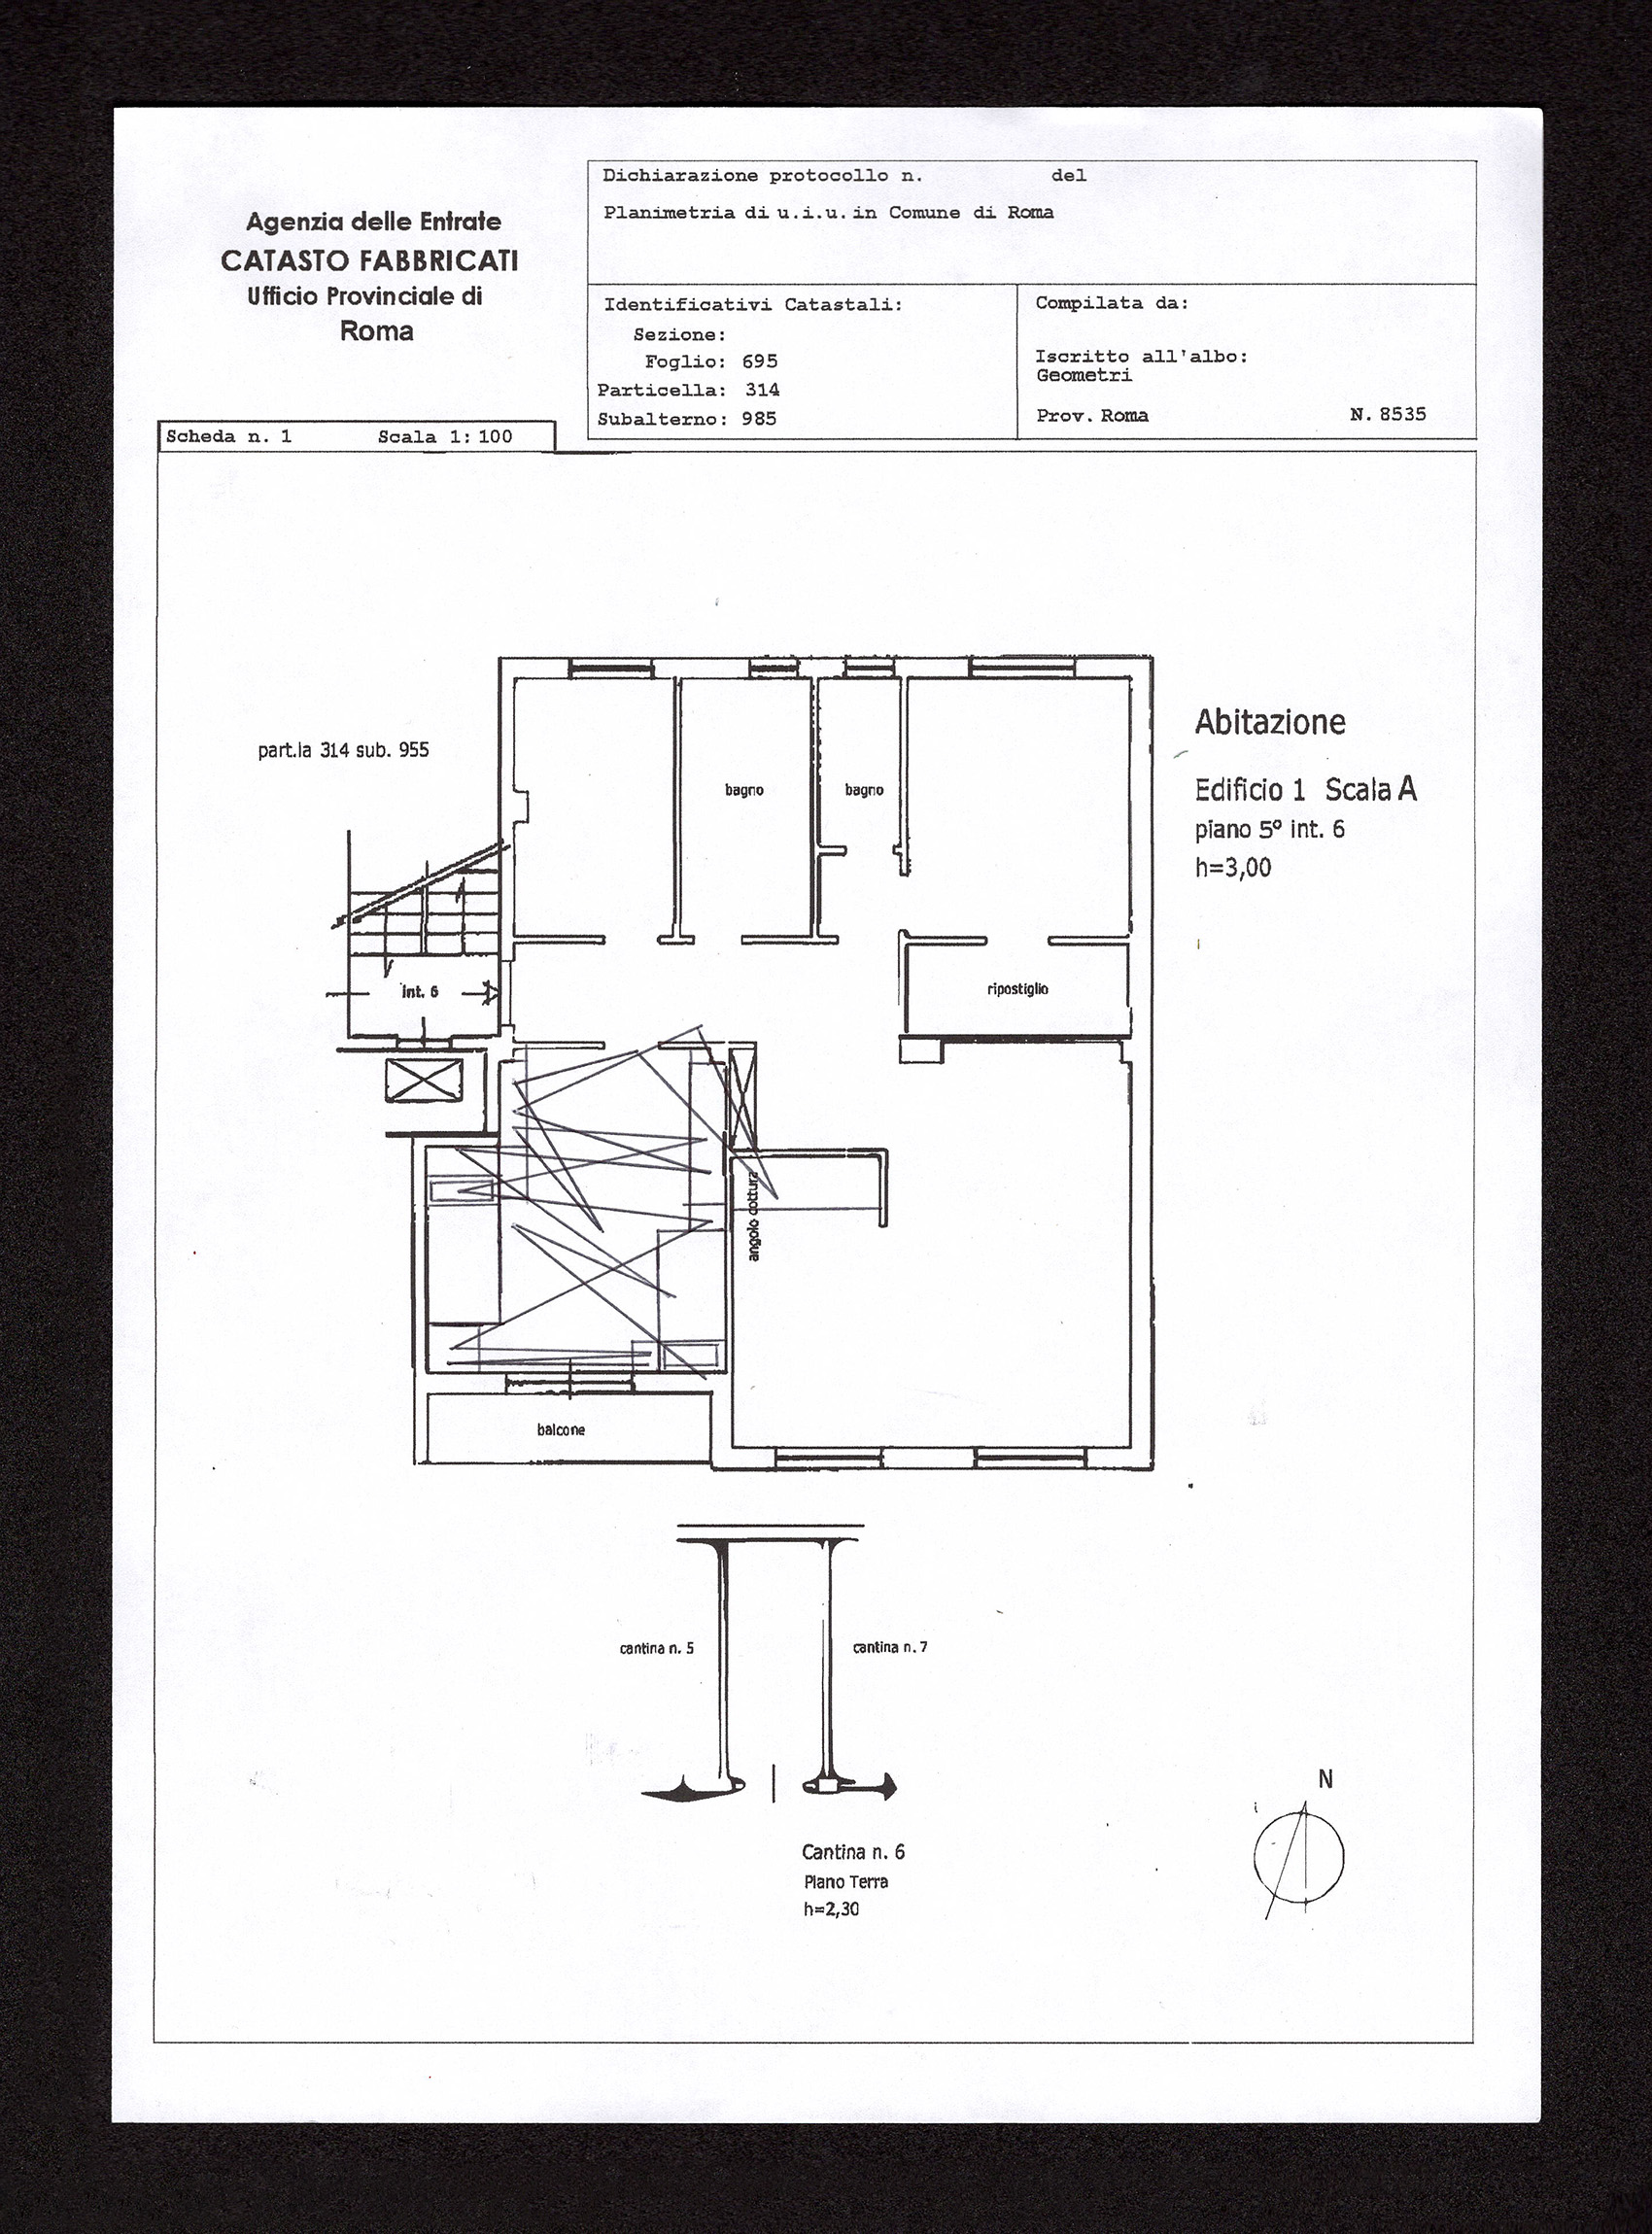 Agenzia delle Entrate
CATASTO FABBRICATI
Ufficio Provinciale di
Roma
Dichiarazione protocollo n. del
Planimetria di u.i.u. in Comune di Roma
Identificativi Catastali:
Sezione:
Foglio: 695
Particella: 314
Subalterno: 985
Compilata da:
Iscritto all'albo:
Geometri
Prov. Roma N. 8535
Scheda n. 1 Scala 1: 100
part.la 314 sub. 955
bagno
bagno
Abitazione
Edificio 1 Scala A
piano 5° int. 6
h=3,00
int. 6
ripostiglio
angolo cottura
balcone
cantina n. 5
cantina n. 7
Cantina n. 6
Piano Terra
h=2,30
N